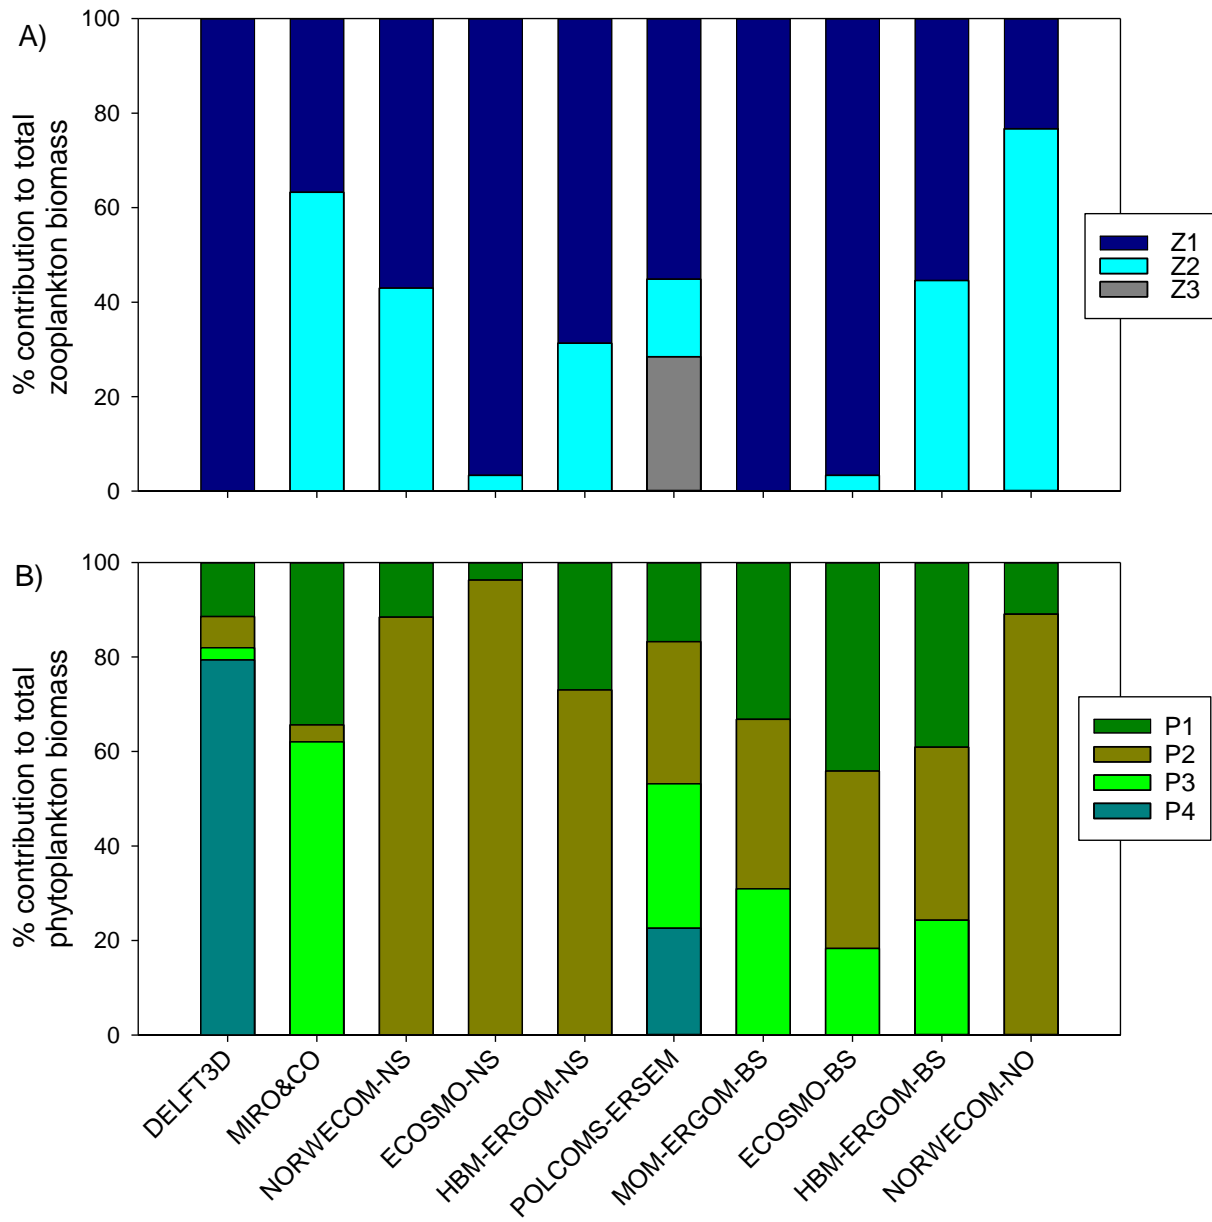 A)
% contribution to total
zooplankton biomass
100
80
60
40
20
0
Z1
Z2
Z3
B)
% contribution to total
phytoplankton biomass
100
80
60
40
20
0
P1
P2
P3
P4
DELFT3D
MIRO&CO
NORWECOM-NS
ECOSMO-NS
HBM-ERGOM-NS
POLCOMS-ERSEM
MOM-ERGOM-BS
ECOSMO-BS
HBM-ERGOM-BS
NORWECOM-NO